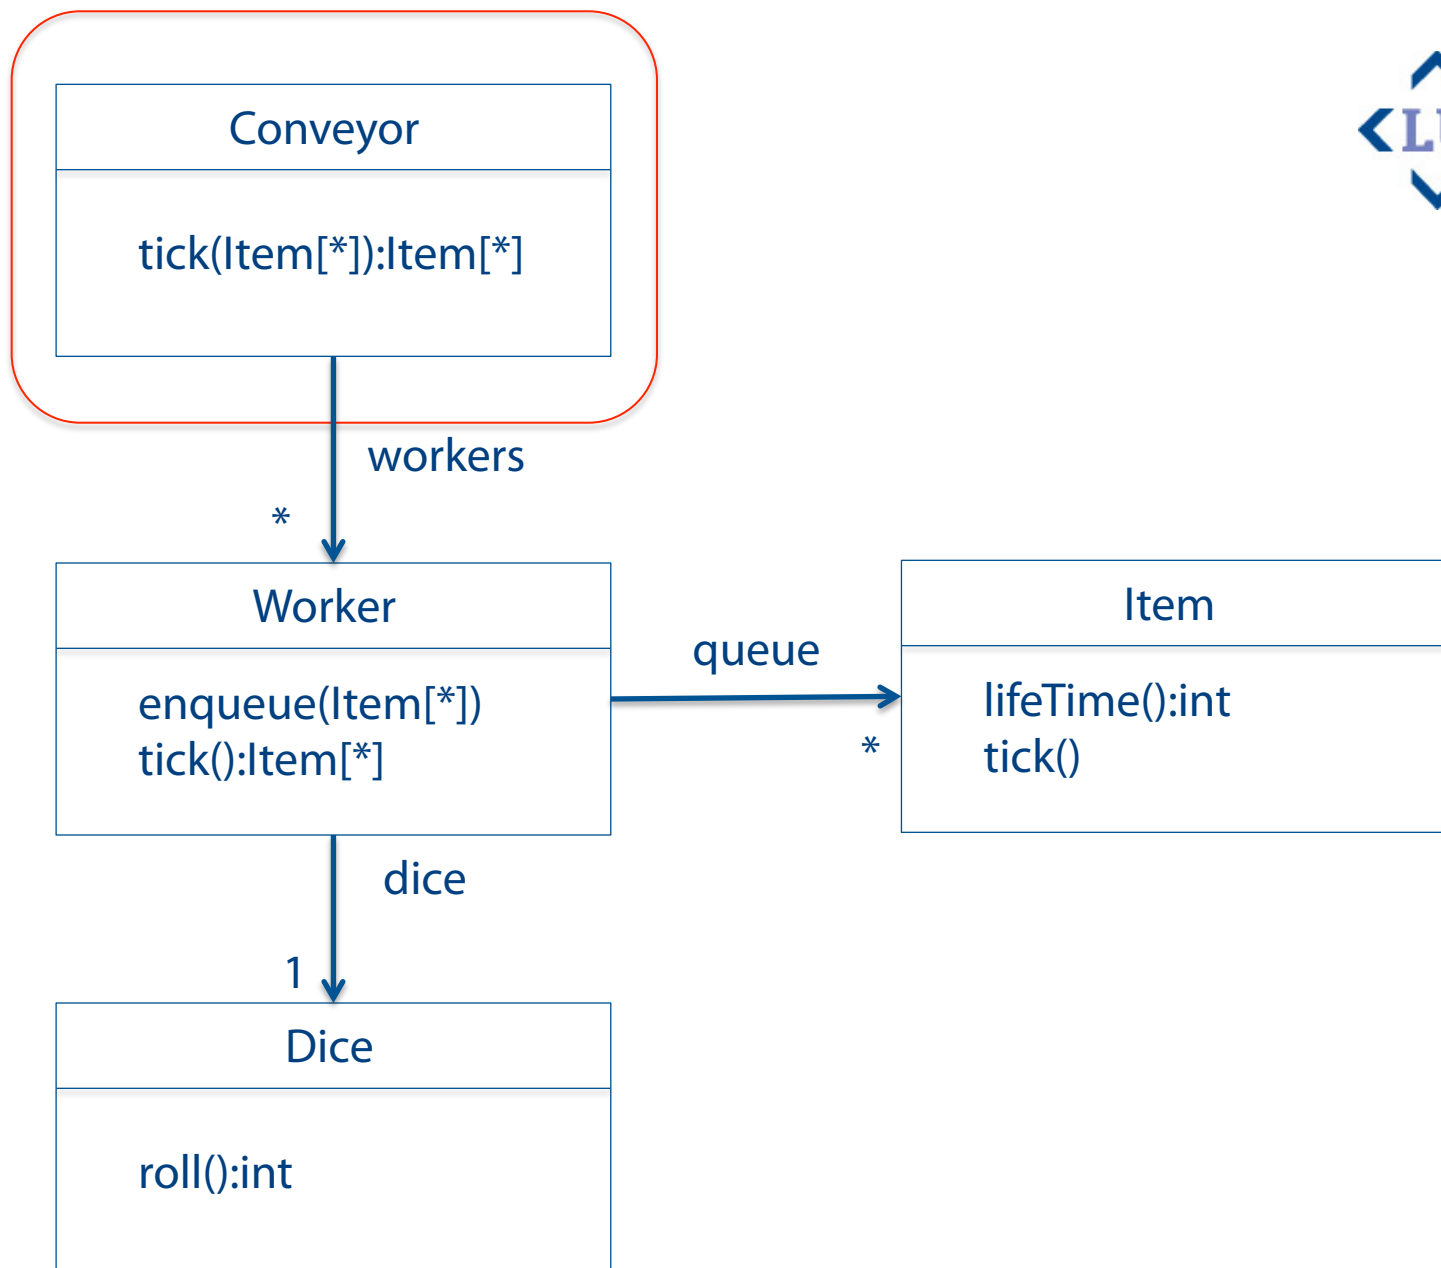 Conveyor
tick(Item[*]):Item[*]
workers
*
Worker
enqueue(Item[*])
tick():Item[*]
queue
*
Item
lifeTime():int
tick()
dice
1
Dice
roll():int